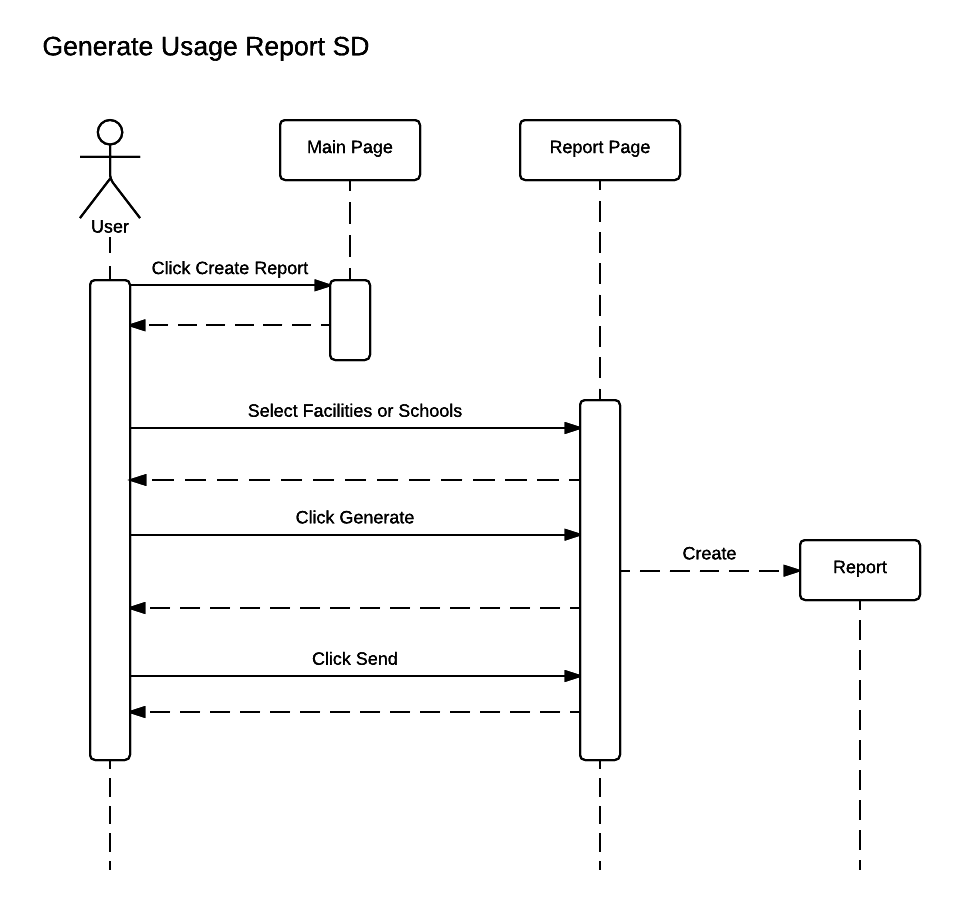 Generate Usage Report SD
Main Page
Report Page
User
Click Create Report
Select Facilities or Schools
Click Generate
Create
Report
Click Send